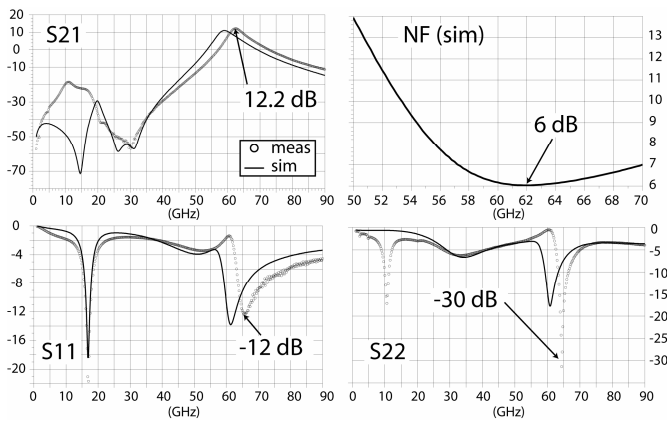 S21
20
10
-10
-30
-50
-70
12.2 dB
meas
sim
0 10 20 30 40 50 60 70 80 90
(GHz)
NF (sim)
13
12
11
10
9
8
7
6
6 dB
50 52 54 56 58 60 62 64 66 68 70
(GHz)
0
-4
-8
-12
-16
-20
S11
-12 dB
0 10 20 30 40 50 60 70 80 90
(GHz)
0
-5
-10
-15
-20
-25
-30
-30 dB
S22
0 10 20 30 40 50 60 70 80 90
(GHz)